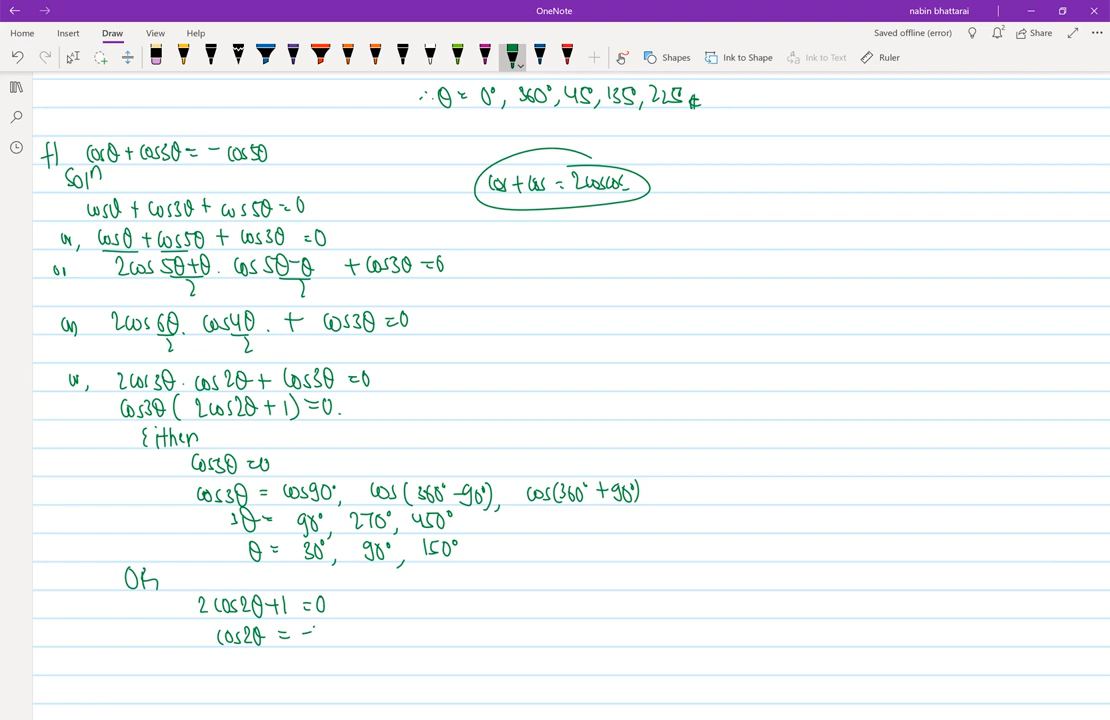 OneNote
nabin bhattarai
Home Insert Draw View Help
Saved offline (error)
Share
Shapes
Ink to Shape
Ink to Text
Ruler
∴ θ = 0°, 360°, 45, 135, 225
f) cosθ + cos3θ = - cos5θ
Solⁿ
cos + cos = 2coscos
cosθ + cos3θ + cos5θ = 0
or, cosθ + cos5θ + cos3θ = 0
or 2cos (5θ+θ)/2 . cos (5θ-θ)/2 + cos3θ = 0
or 2cos 6θ/2 . cos 4θ/2 . + cos3θ = 0
or, 2cos3θ . cos2θ + cos3θ = 0
cos3θ ( 2cos2θ + 1) = 0.
Either
cos3θ = 0
cos3θ = cos90°, cos(360° - 90°), cos(360° + 90°)
3θ = 90°, 270°, 450°
θ = 30°, 90°, 150°
OR
2cos2θ + 1 = 0
cos2θ = -